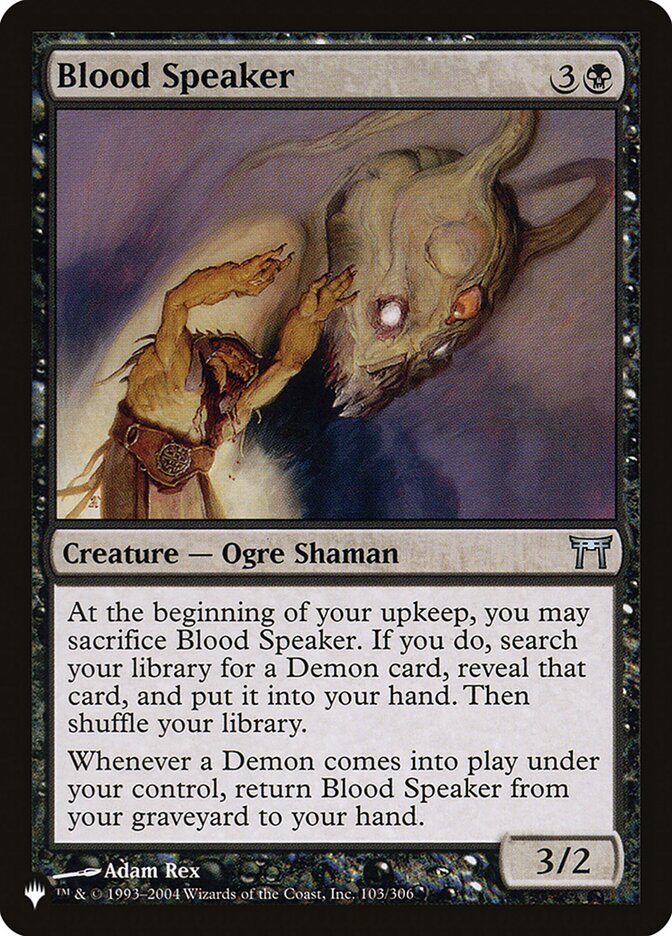 Blood Speaker 3
Creature — Ogre Shaman
At the beginning of your upkeep, you may
sacrifice Blood Speaker. If you do, search
your library for a Demon card, reveal that
card, and put it into your hand. Then
shuffle your library.
Whenever a Demon comes into play under
your control, return Blood Speaker from
your graveyard to your hand.
3/2
Adam Rex
™ & © 1993–2004 Wizards of the Coast, Inc. 103/306